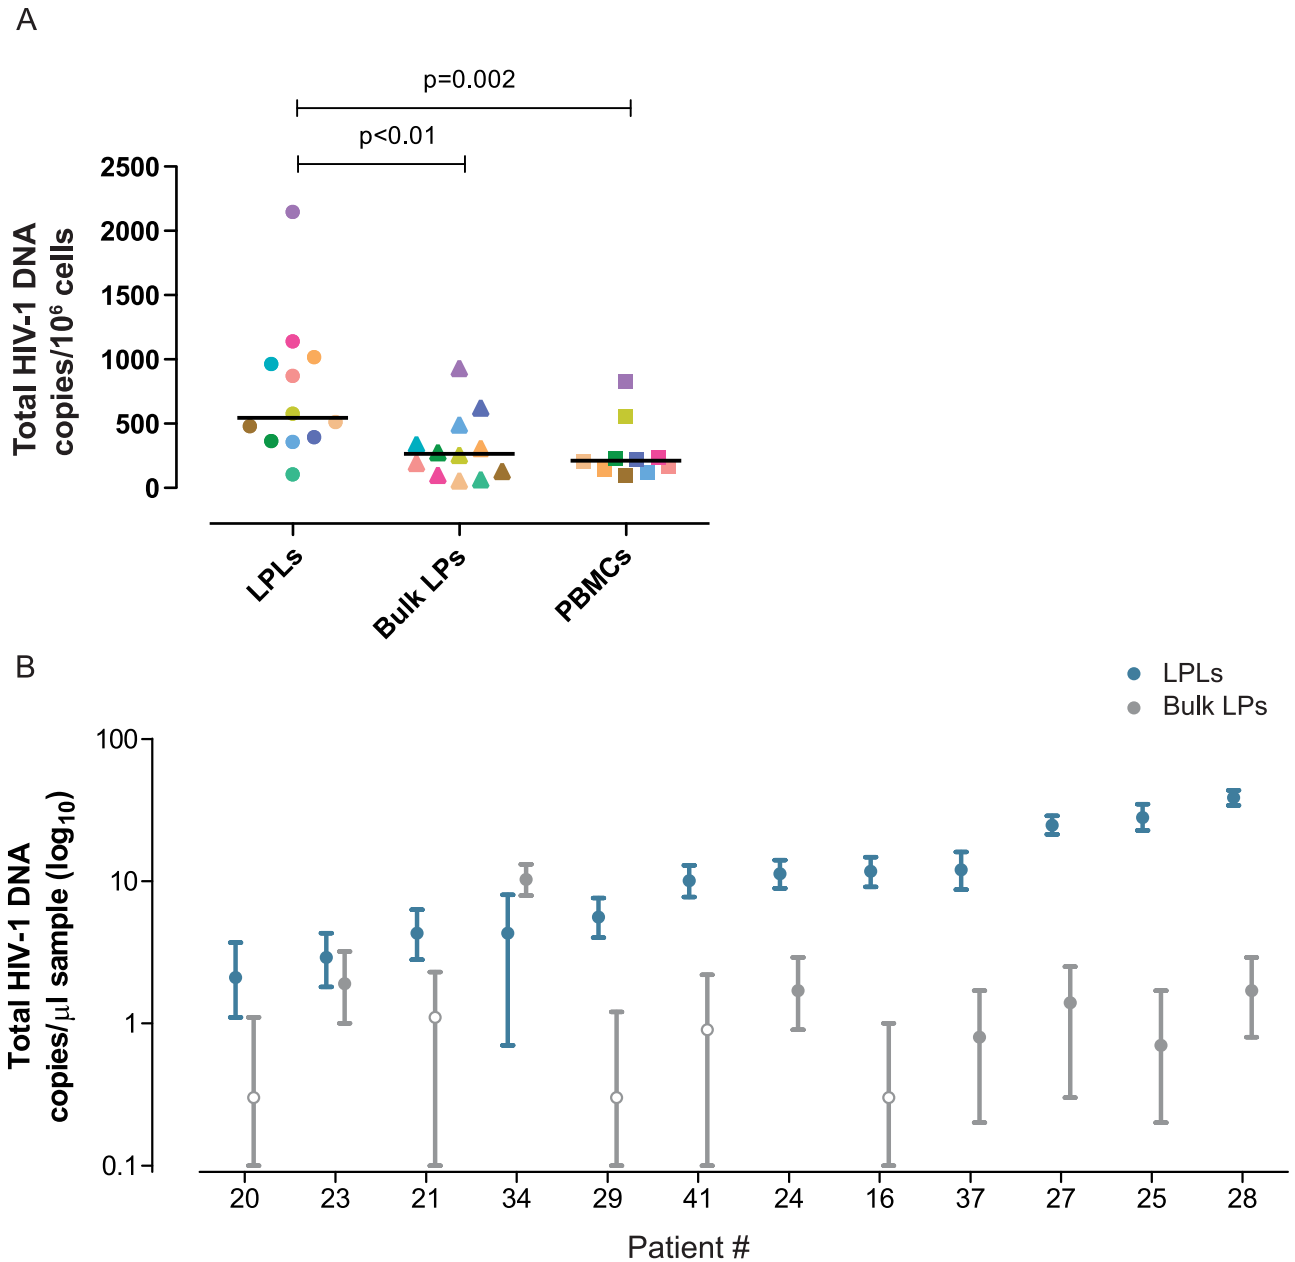 A
p=0.002
p<0.01
2500
2000
1500
1000
500
0
Total HIV-1 DNA
copies/10⁶ cells
LPLs
Bulk LPs
PBMCs
B
LPLs
Bulk LPs
100
10
1
0.1
Total HIV-1 DNA
copies/µl sample (log₁₀)
20 23 21 34 29 41 24 16 37 27 25 28
Patient #